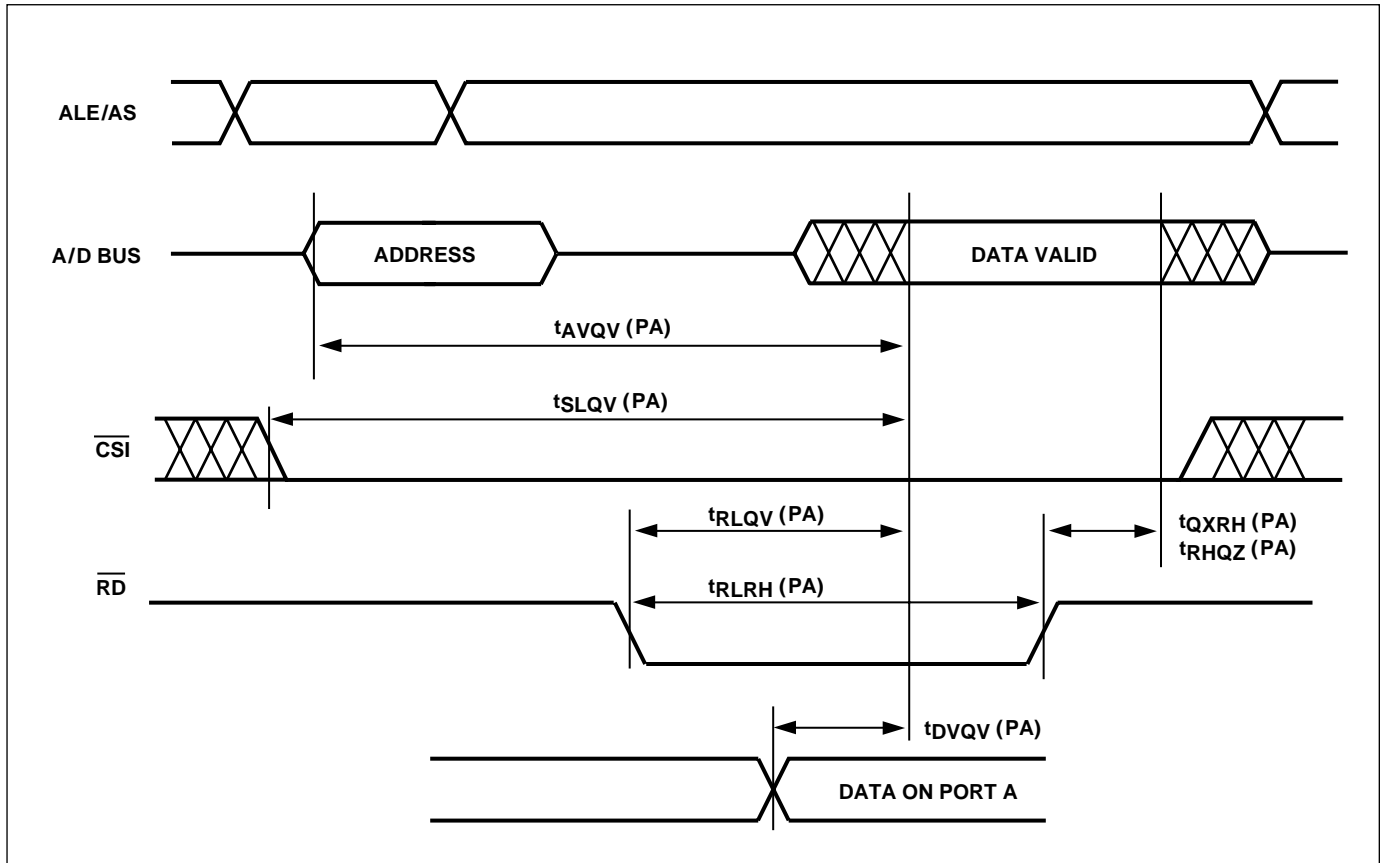 ALE/AS
A/D BUS
ADDRESS
DATA VALID
tAVQV (PA)
tSLQV (PA)
CSI
tRLQV (PA)
tQXRH (PA)
tRHQZ (PA)
RD
tRLRH (PA)
tDVQV (PA)
DATA ON PORT A